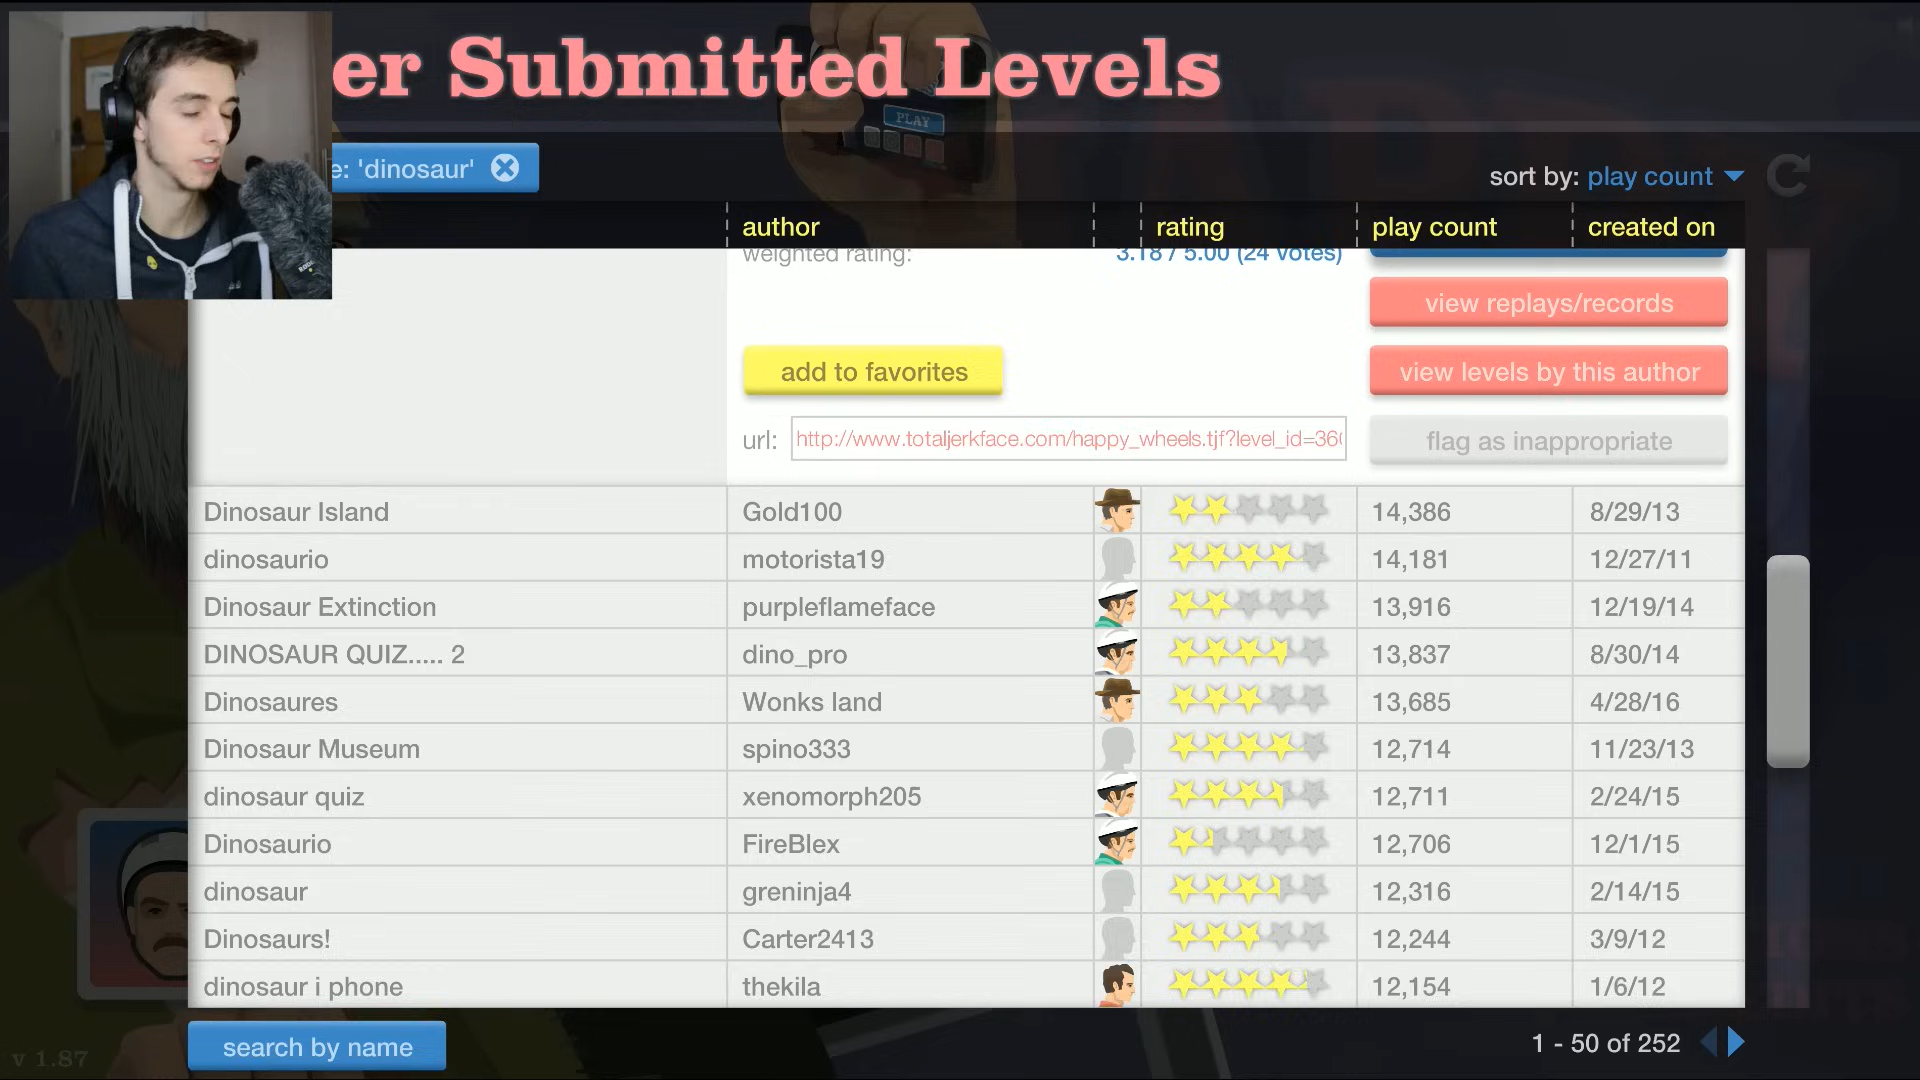 er Submitted Levels
PLAY
e: 'dinosaur'
sort by: play count
author rating play count created on
weighted rating: 3.18 / 5.00 (24 votes)
view replays/records
add to favorites view levels by this author
url: http://www.totaljerkface.com/happy_wheels.tjf?level_id=36 flag as inappropriate
Dinosaur Island Gold100 14,386 8/29/13
dinosaurio motorista19 14,181 12/27/11
Dinosaur Extinction purpleflameface 13,916 12/19/14
DINOSAUR QUIZ..... 2 dino_pro 13,837 8/30/14
Dinosaures Wonks land 13,685 4/28/16
Dinosaur Museum spino333 12,714 11/23/13
dinosaur quiz xenomorph205 12,711 2/24/15
Dinosaurio FireBlex 12,706 12/1/15
dinosaur greninja4 12,316 2/14/15
Dinosaurs! Carter2413 12,244 3/9/12
dinosaur i phone thekila 12,154 1/6/12
search by name 1 - 50 of 252
v 1.87